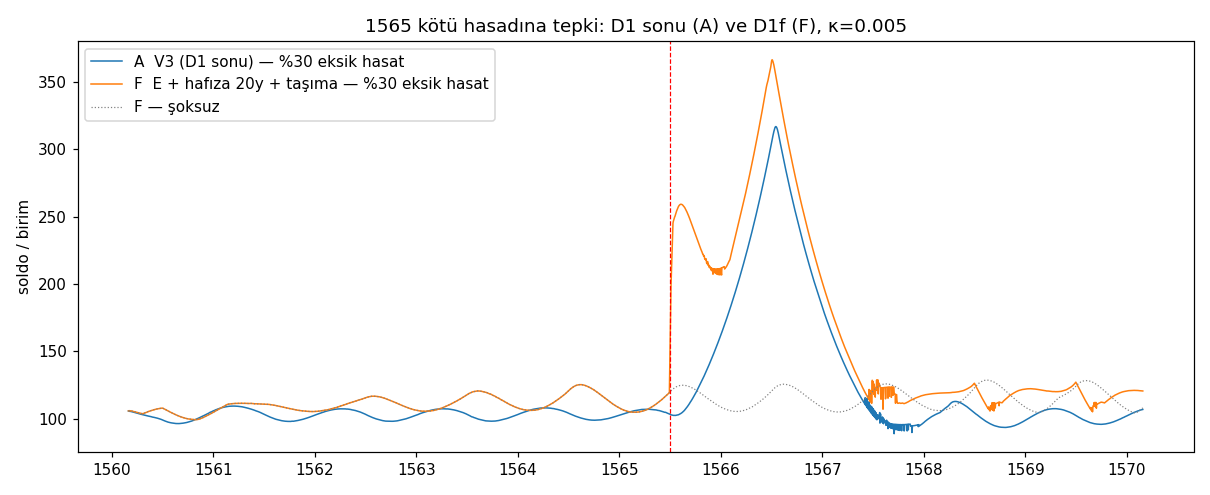 1565 kötü hasadına tepki: D1 sonu (A) ve D1f (F), κ=0.005
A  V3 (D1 sonu) — %30 eksik hasat
F  E + hafıza 20y + taşıma — %30 eksik hasat
F — şoksuz
soldo / birim
350
300
250
200
150
100
1560 1561 1562 1563 1564 1565 1566 1567 1568 1569 1570